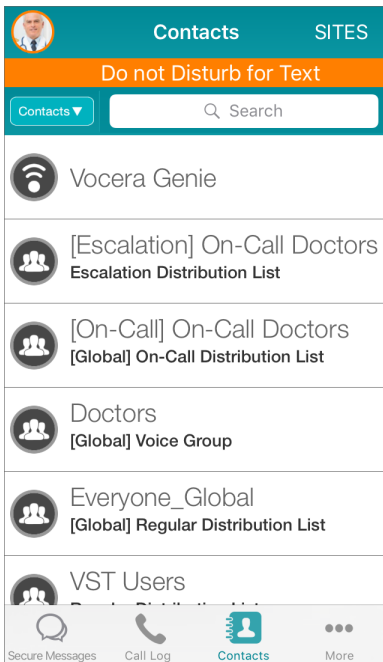 Contacts SITES
Do not Disturb for Text
Contacts▼ Search
Vocera Genie
[Escalation] On-Call Doctors
Escalation Distribution List
[On-Call] On-Call Doctors
[Global] On-Call Distribution List
Doctors
[Global] Voice Group
Everyone_Global
[Global] Regular Distribution List
VST Users
Secure Messages Call Log Contacts More